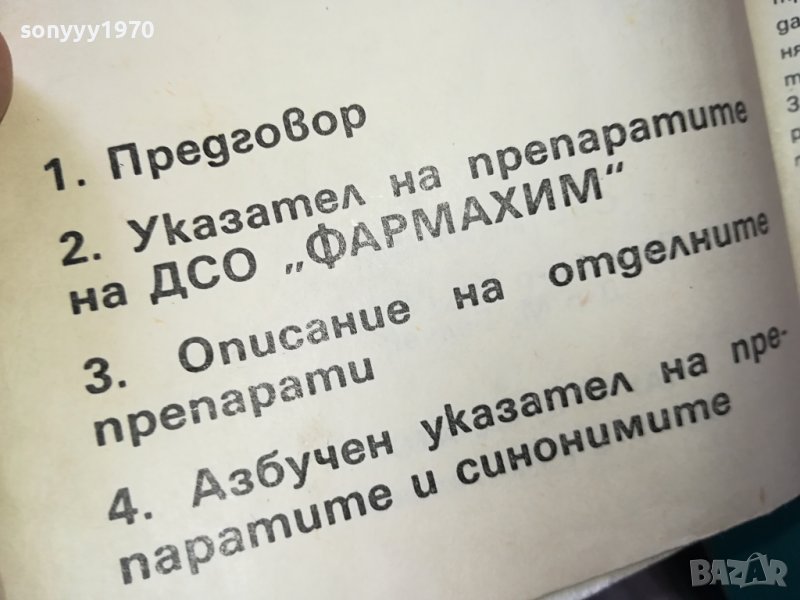 sonyyy1970
1. Предговор
2. Указател на препаратите
на ДСО „ФАРМАХИМ“
3. Описание на отделните
препарати
4. Азбучен указател на пре-
паратите и синонимите
BAZAR